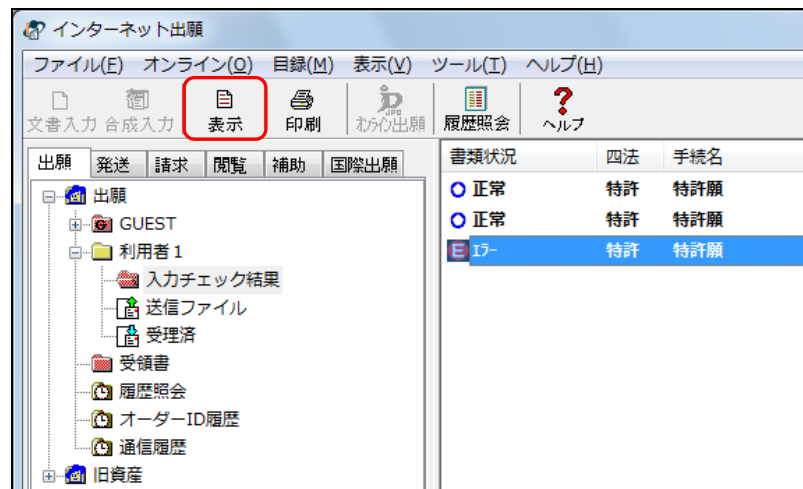 インターネット出願
ファイル(F) オンライン(O) 目録(M) 表示(V) ツール(T) ヘルプ(H)
文書入力 合成入力 表示 印刷 ｵﾝﾗｲﾝ出願 履歴照会 ヘルプ
出願 発送 請求 閲覧 補助 国際出願
書類状況 四法 手続名
出願
正常 特許 特許願
GUEST
正常 特許 特許願
利用者１
ｴﾗｰ 特許 特許願
入力チェック結果
送信ファイル
受理済
受領書
履歴照会
オーダーID履歴
通信履歴
旧資産